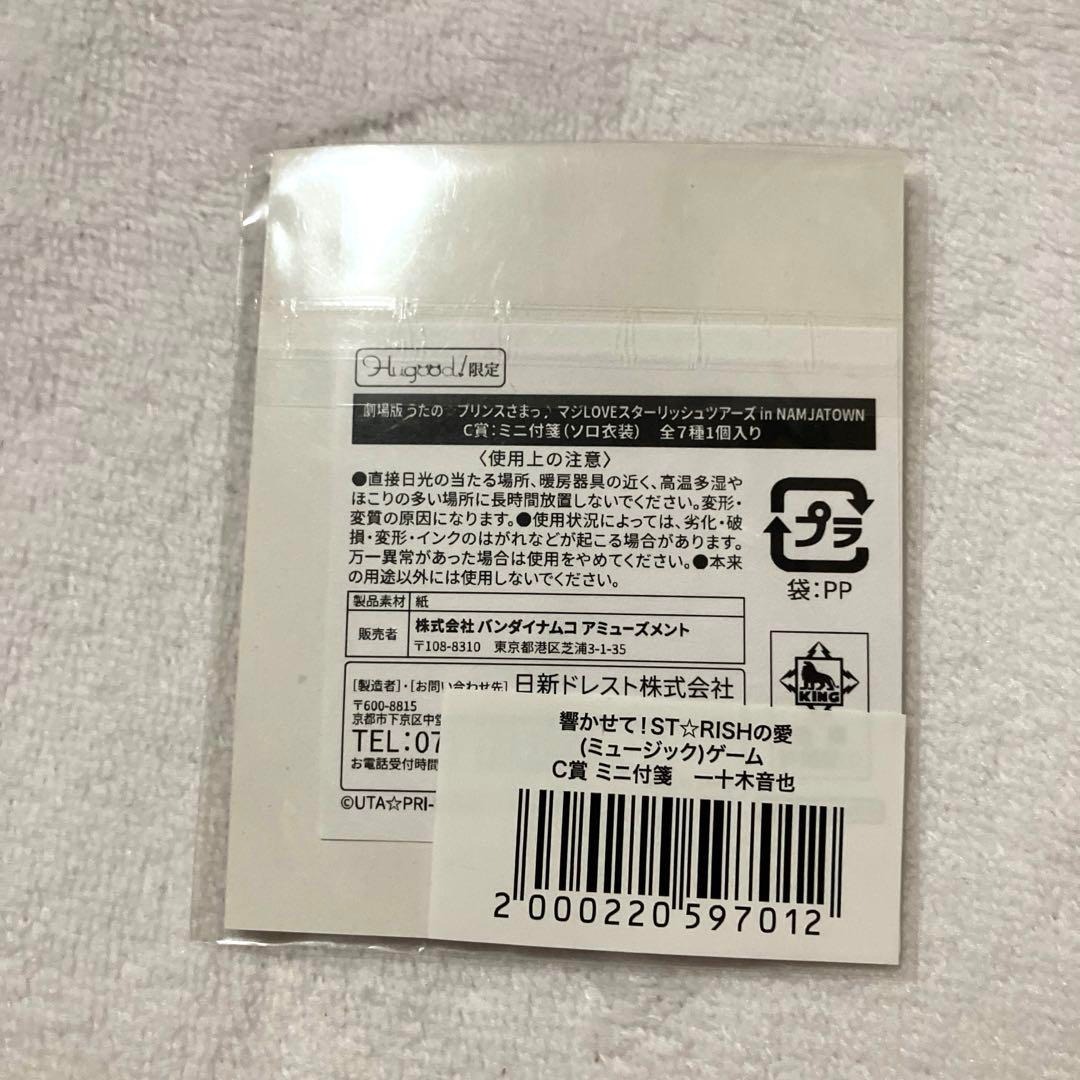 Hugood!限定
劇場版 うたの プリンスさまっ♪ マジLOVEスターリッシュツアーズ in NAMJATOWN
C賞：ミニ付箋（ソロ衣装） 全7種1個入り
〈使用上の注意〉
●直接日光の当たる場所、暖房器具の近く、高温多湿や
ほこりの多い場所に長時間放置しないでください。変形・
変質の原因になります。●使用状況によっては、劣化・破
損・変形・インクのはがれなどが起こる場合があります。
万一異常があった場合は使用をやめてください。●本来
の用途以外には使用しないでください。
プラ
袋：PP
製品素材 紙
販売者 株式会社 バンダイナムコ アミューズメント
〒108-8310 東京都港区芝浦3-1-35
[製造者]・[お問い合わせ先] 日新ドレスト株式会社
〒600-8815
京都市下京区中堂
TEL:07
お電話受付時間
©UTA☆PRI-
KING
響かせて！ST☆RISHの愛
(ミュージック)ゲーム
C賞 ミニ付箋 一十木音也
2 000220 597012